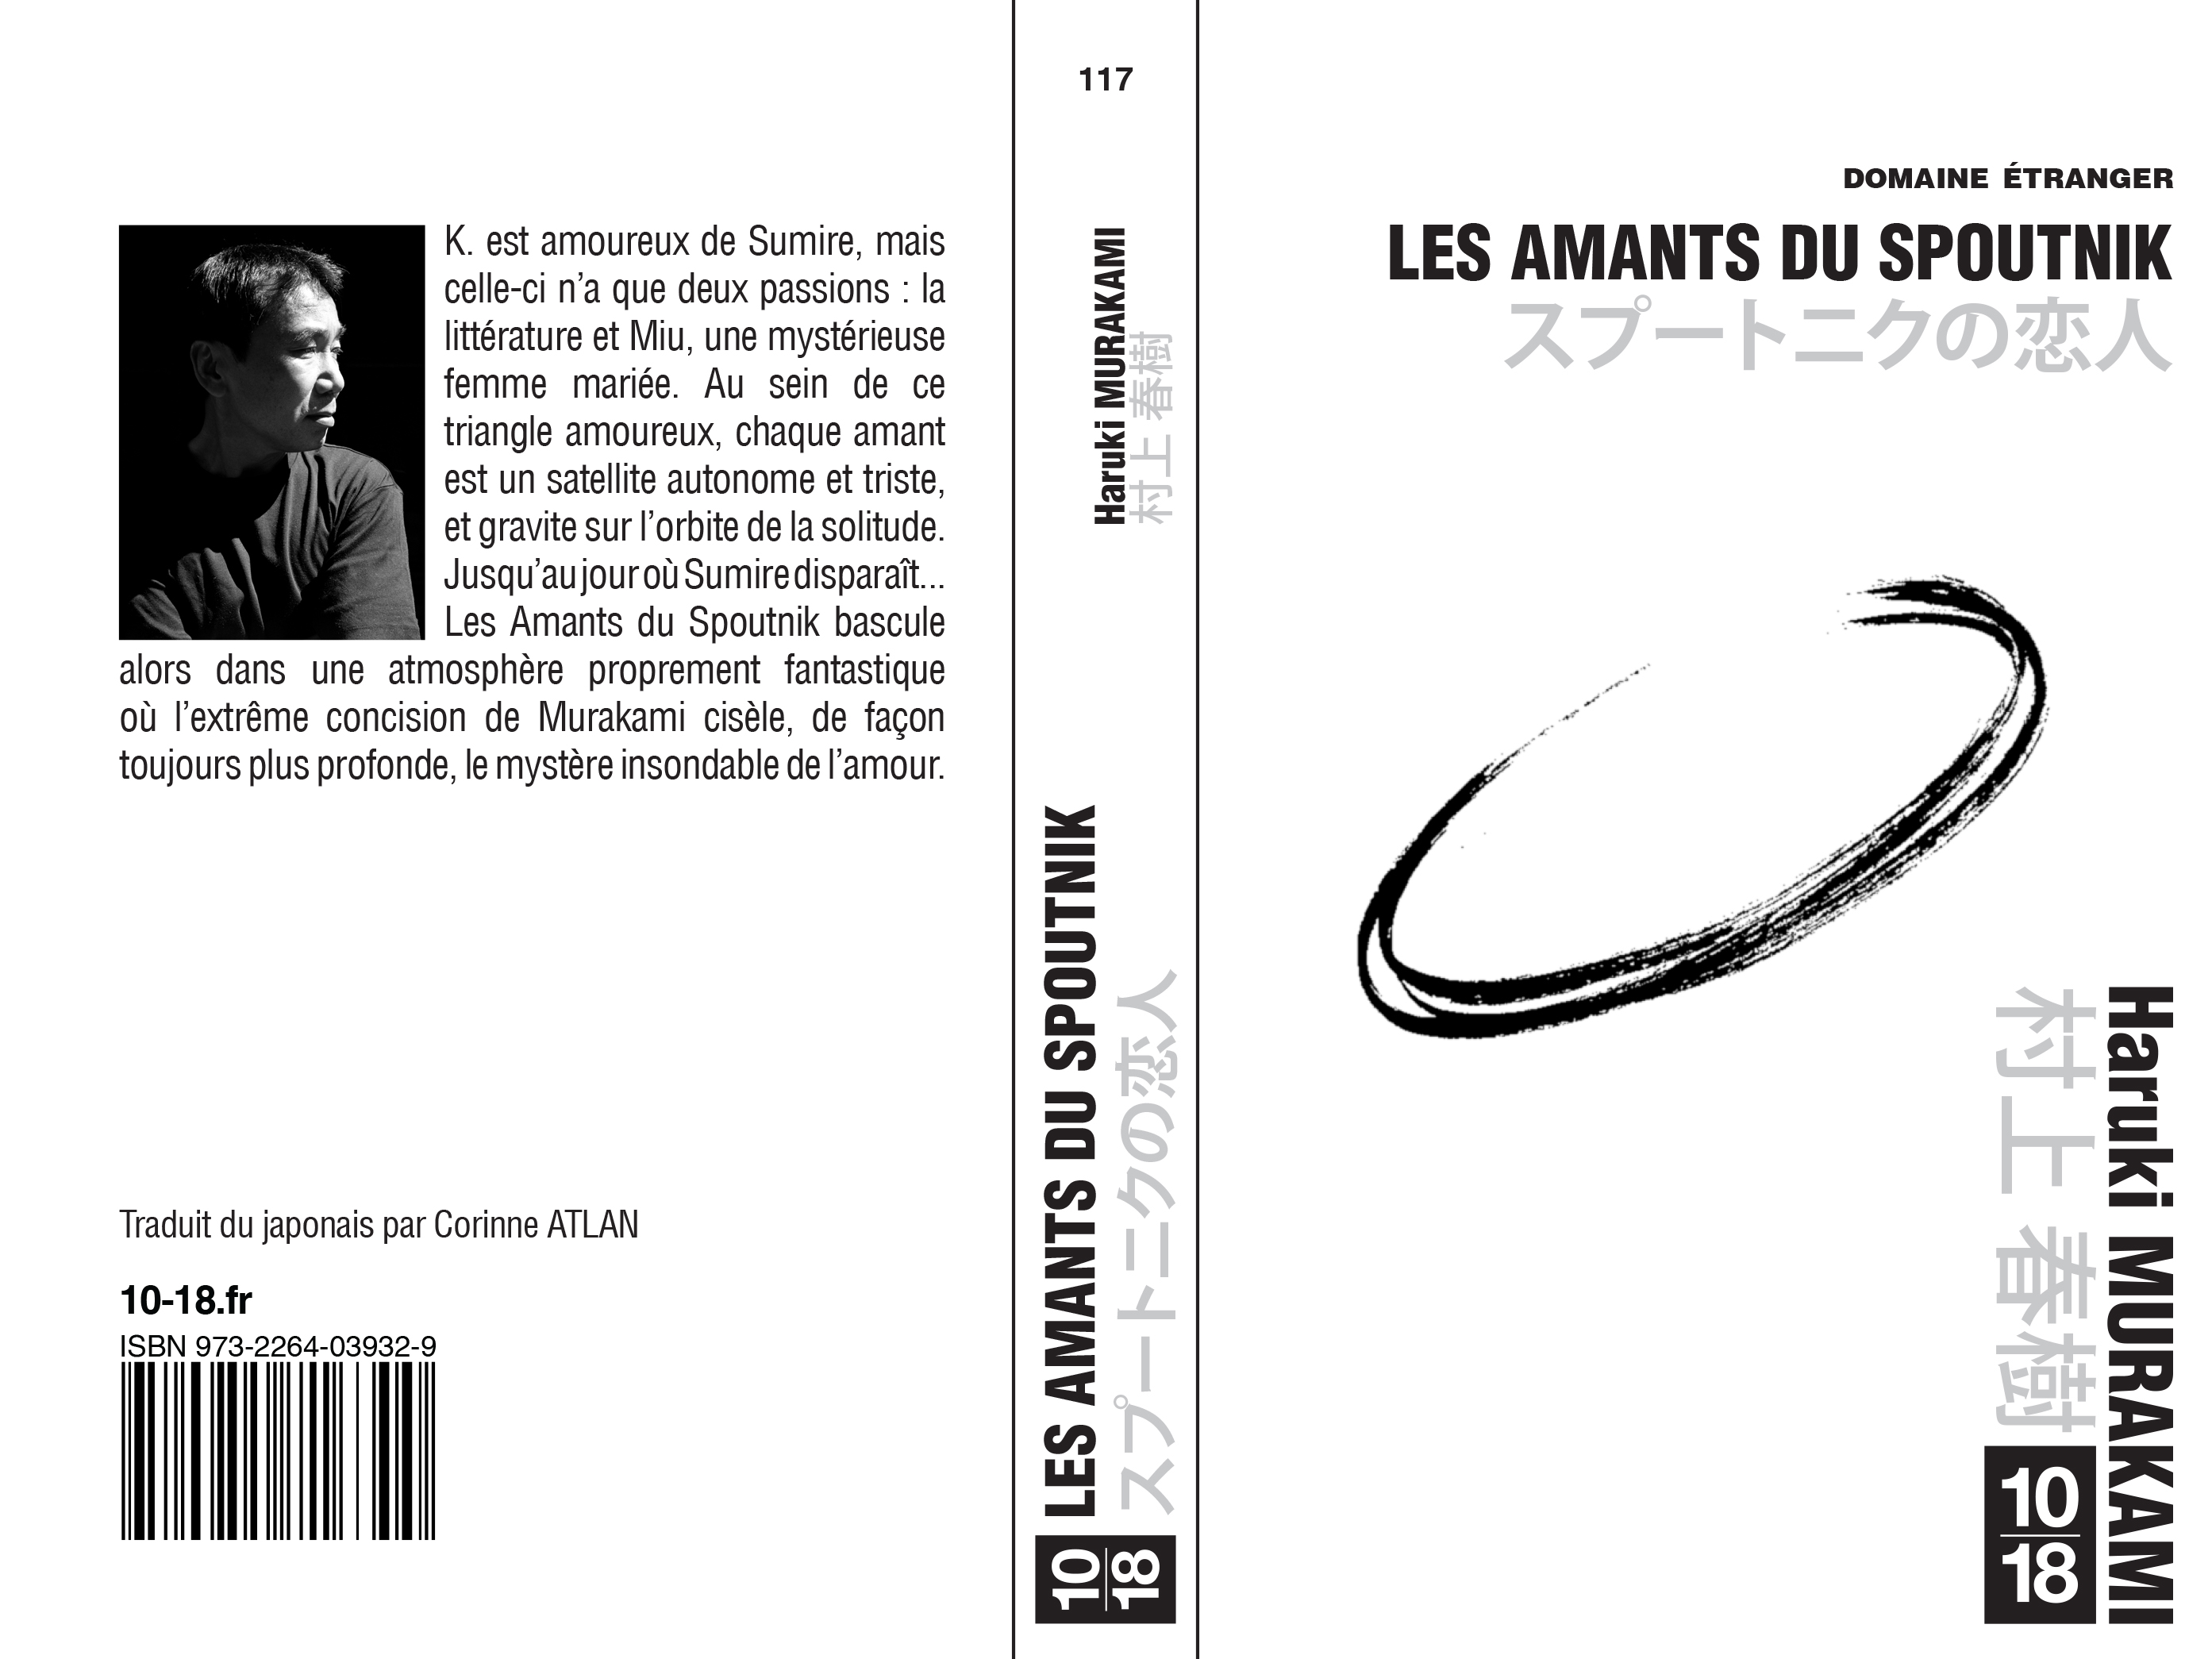 K. est amoureux de Sumire, mais
celle-ci n’a que deux passions : la
littérature et Miu, une mystérieuse
femme mariée. Au sein de ce
triangle amoureux, chaque amant
est un satellite autonome et triste,
et gravite sur l’orbite de la solitude.
Jusqu’au jour où Sumire disparaît...
Les Amants du Spoutnik bascule
alors dans une atmosphère proprement fantastique
où l’extrême concision de Murakami cisèle, de façon
toujours plus profonde, le mystère insondable de l’amour.
Traduit du japonais par Corinne ATLAN
10-18.fr
ISBN 973-2264-03932-9
117
Haruki MURAKAMI
村上 春樹
LES AMANTS DU SPOUTNIK
スプートニクの恋人
10
18
DOMAINE ÉTRANGER
LES AMANTS DU SPOUTNIK
スプートニクの恋人
Haruki MURAKAMI
村上 春樹
10
18